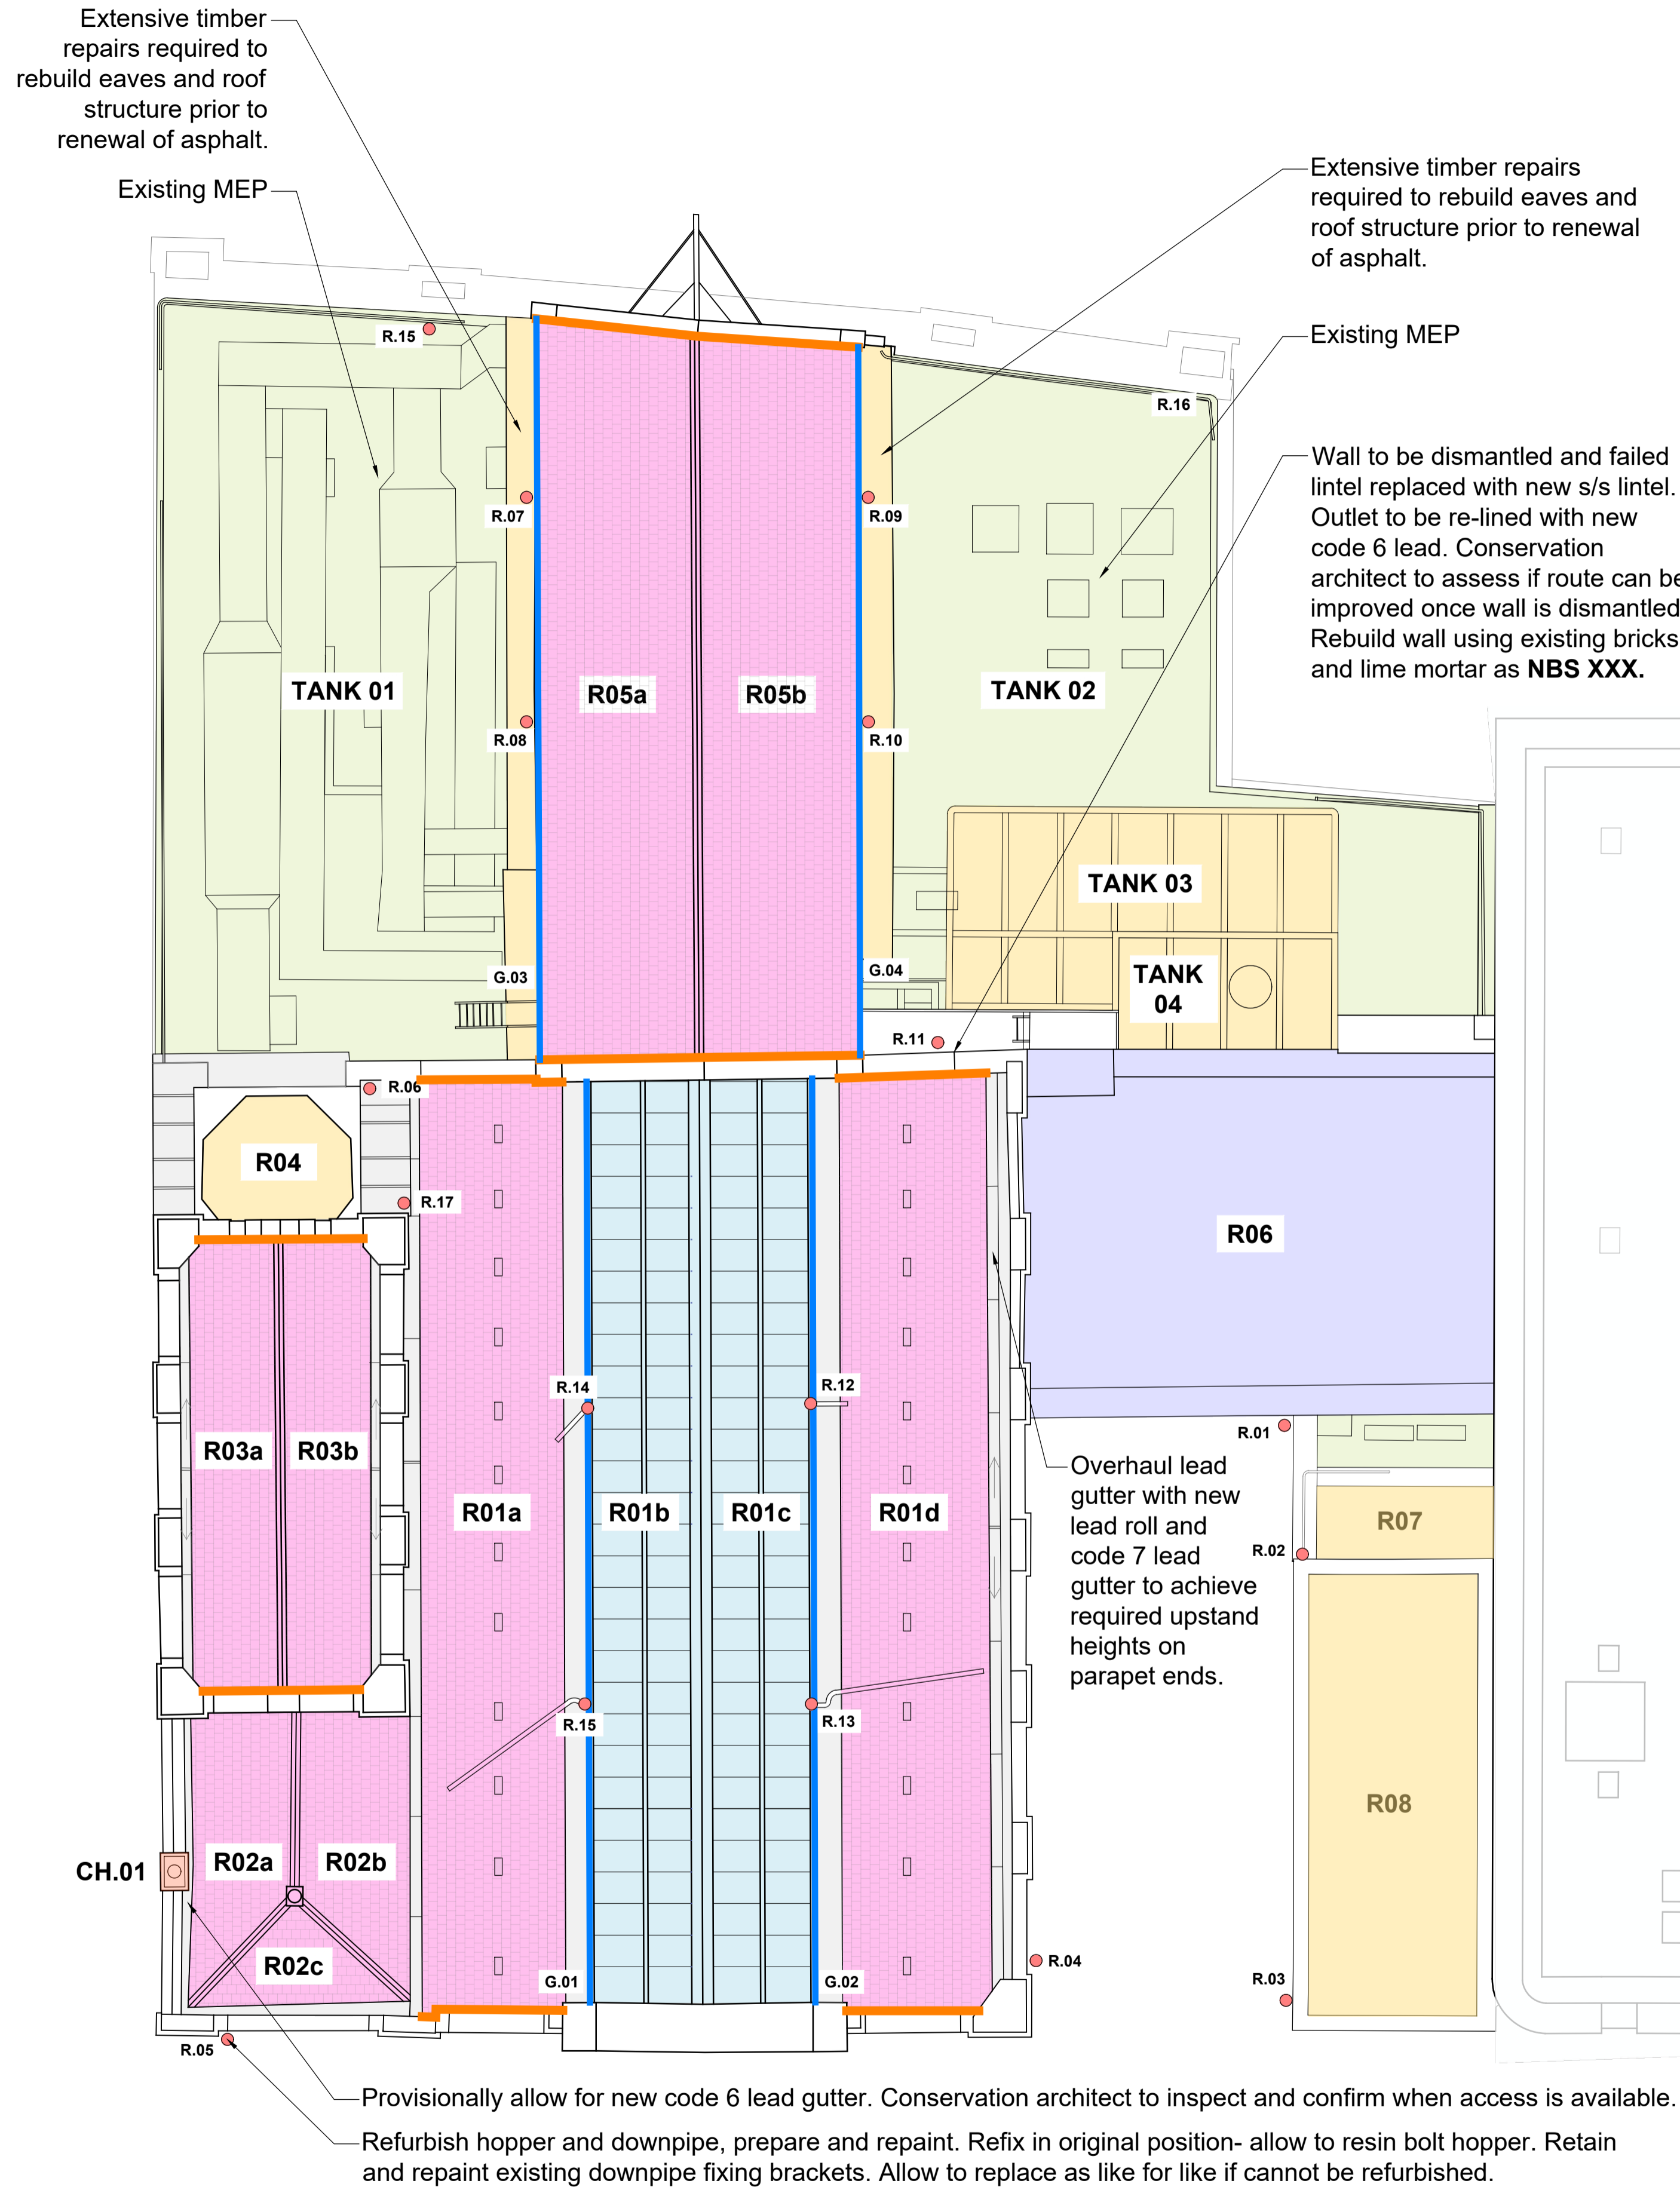 Extensive timber
repairs required to
rebuild eaves and roof
structure prior to
renewal of asphalt.
Existing MEP
Extensive timber repairs
required to rebuild eaves and
roof structure prior to renewal
of asphalt.
Existing MEP
Wall to be dismantled and failed
lintel replaced with new s/s lintel.
Outlet to be re-lined with new
code 6 lead. Conservation
architect to assess if route can be
improved once wall is dismantled
Rebuild wall using existing bricks
and lime mortar as NBS XXX.
R.15
R.16
R.07
R.09
TANK 01
R05a
R05b
TANK 02
R.08
R.10
TANK 03
G.03
G.04
TANK
04
R.11
R.06
R04
R.17
R06
R.14
R.12
R.01
R03a
R03b
R01a
R01b
R01c
R01d
Overhaul lead
gutter with new
lead roll and
code 7 lead
gutter to achieve
required upstand
heights on
parapet ends.
R07
R.02
R.15
R.13
R08
CH.01
R02a
R02b
R02c
G.01
G.02
R.04
R.03
R.05
Provisionally allow for new code 6 lead gutter. Conservation architect to inspect and confirm when access is available.
Refurbish hopper and downpipe, prepare and repaint. Refix in original position- allow to resin bolt hopper. Retain
and repaint existing downpipe fixing brackets. Allow to replace as like for like if cannot be refurbished.